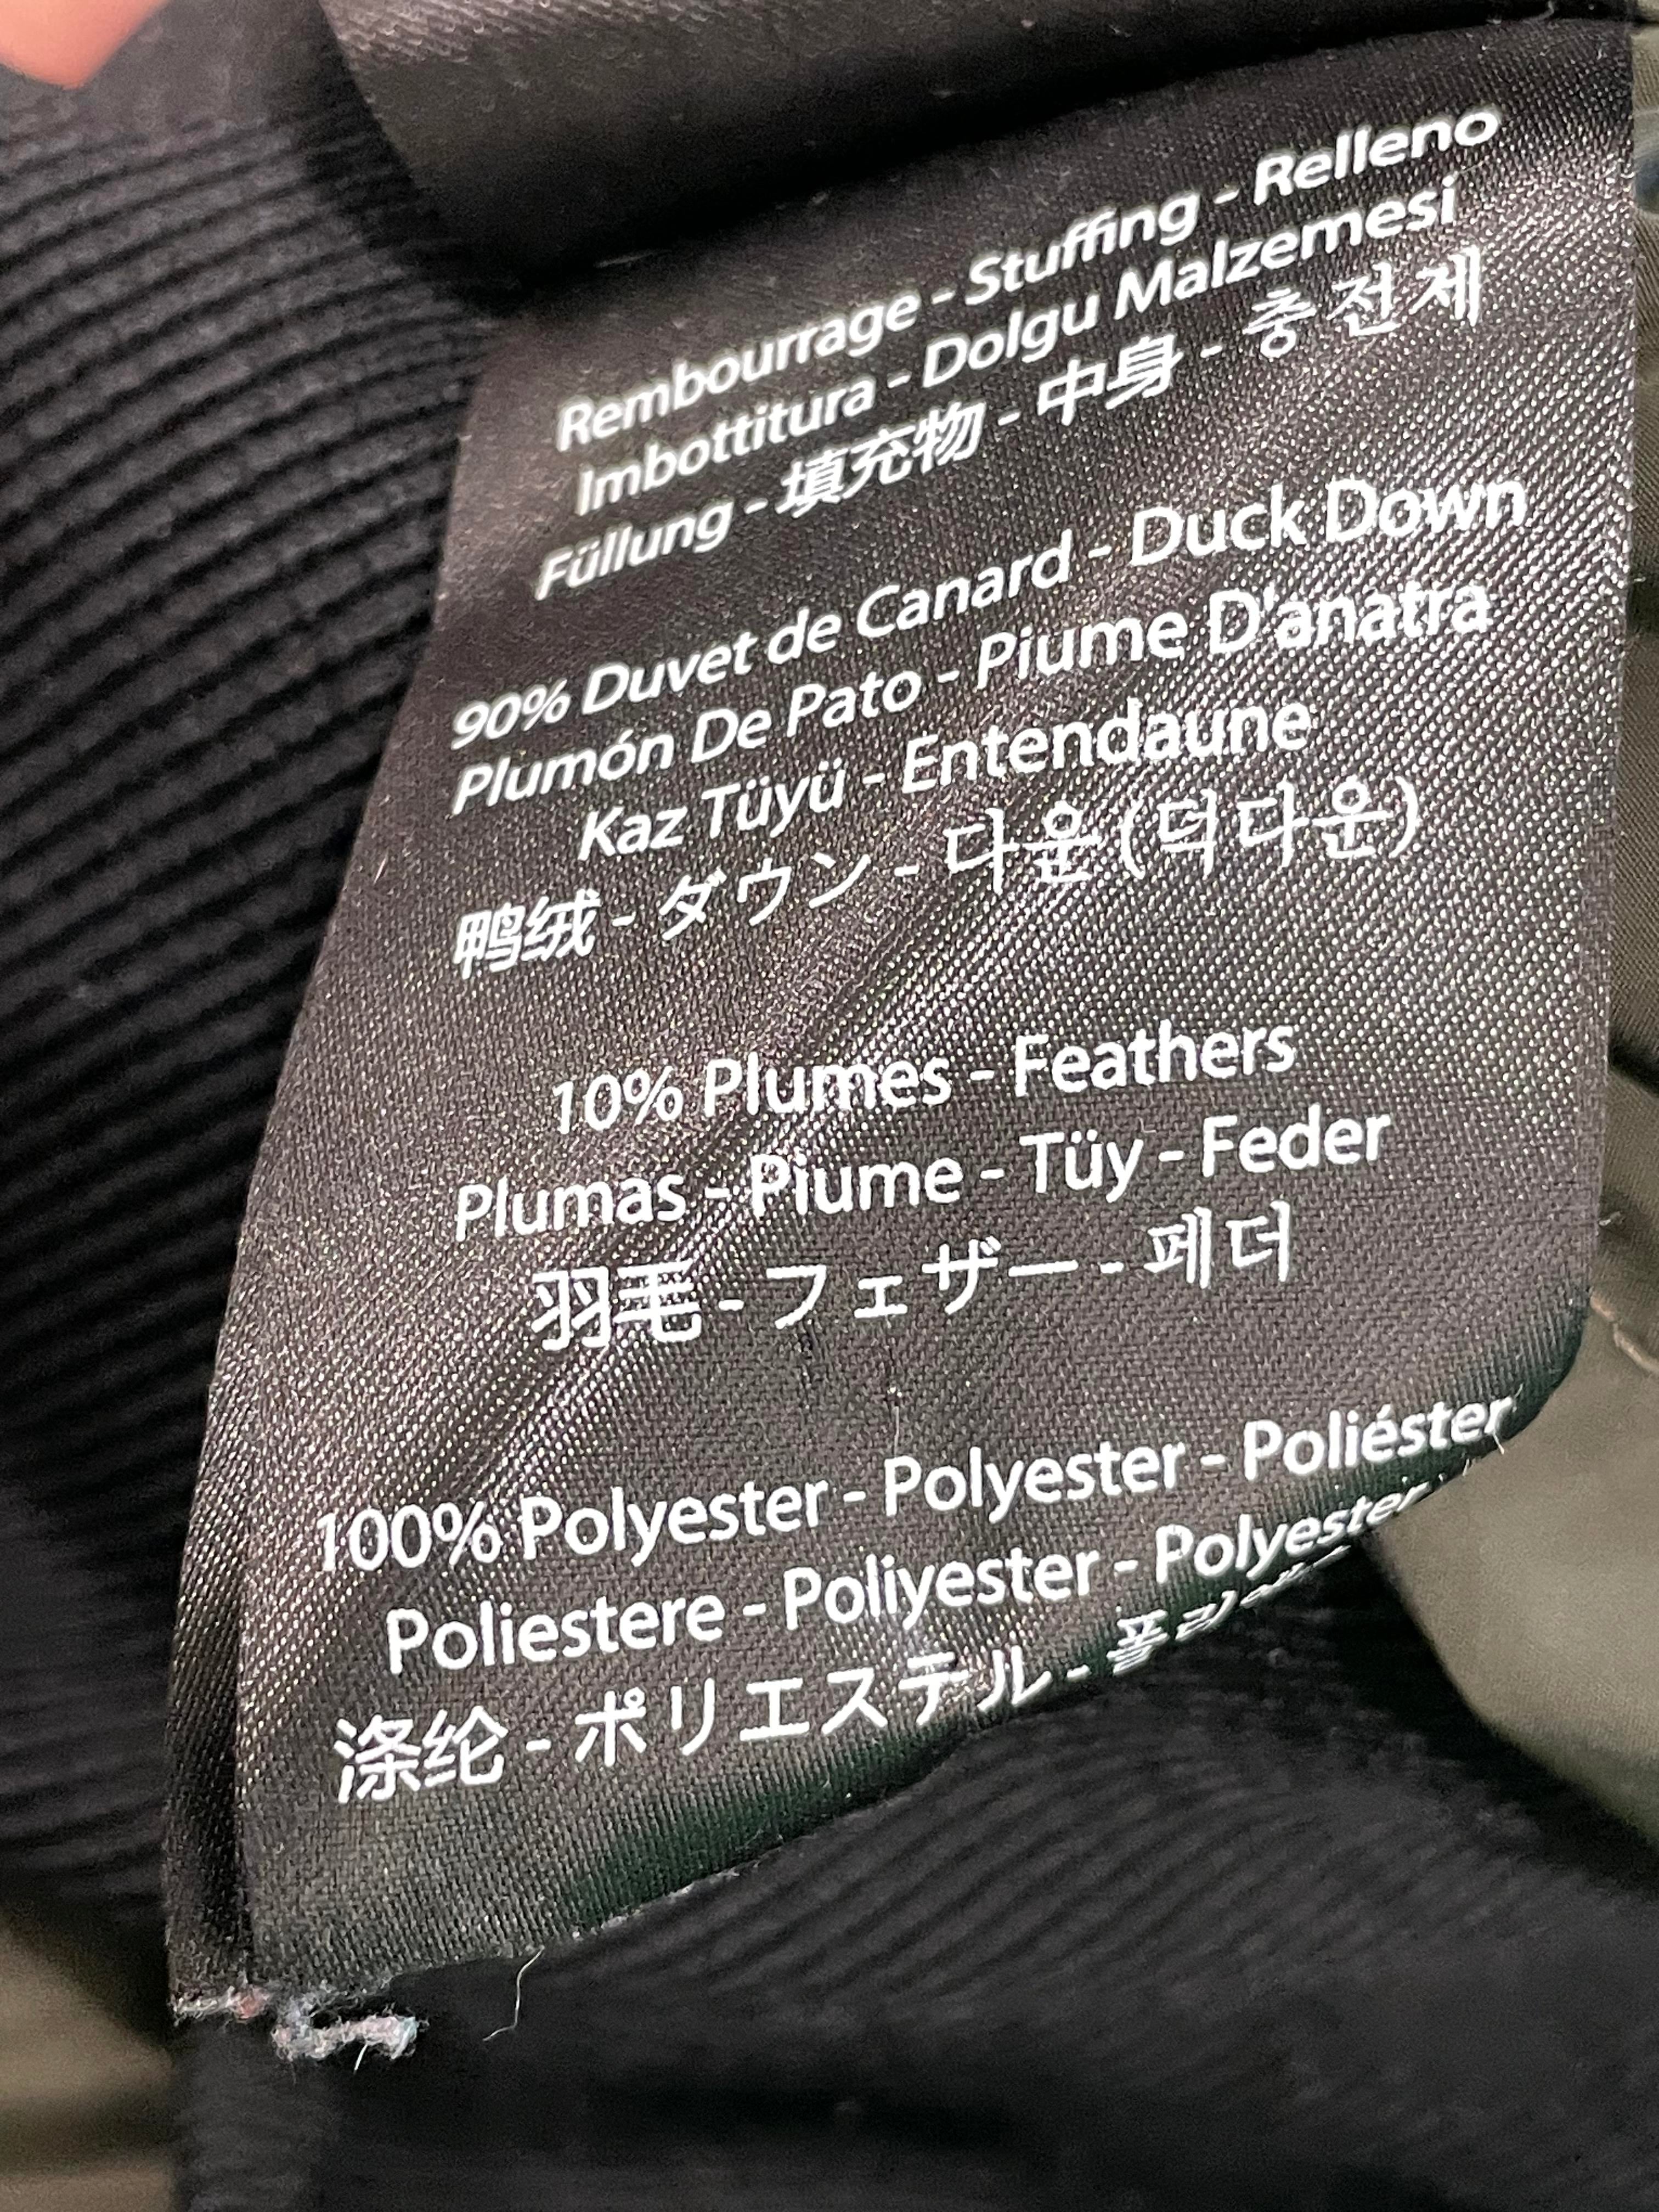 Rembourrage - Stuffing - Relleno
Imbottitura - Dolgu Malzemesi
Füllung - 填充物 - 中身 - 충전제
90% Duvet de Canard - Duck Down
Plumón De Pato - Piume D'anatra
Kaz Tüyü - Entendaune
鸭绒 - ダウン - 다운(덕다운)
10% Plumes - Feathers
Plumas - Piume - Tüy - Feder
羽毛 - フェザー - 페더
100% Polyester - Polyester - Poliéster
Poliestere - Poliyester - Polyester
涤纶 - ポリエステル -